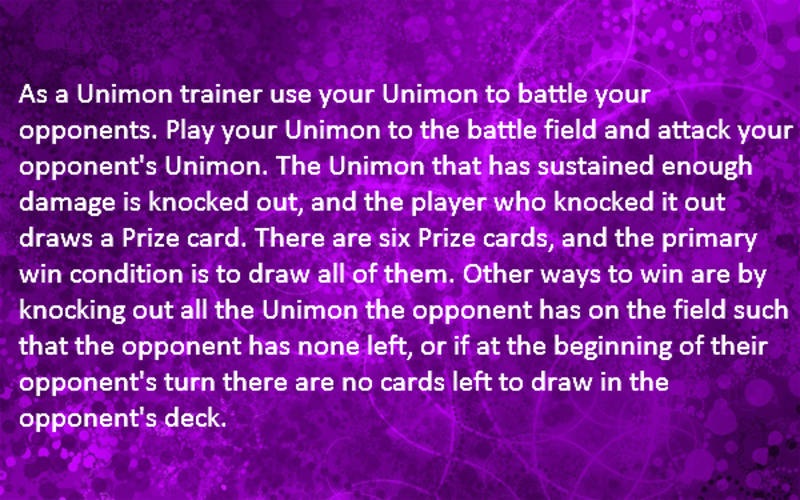 As a Unimon trainer use your Unimon to battle your
opponents. Play your Unimon to the battle field and attack your
opponent's Unimon. The Unimon that has sustained enough
damage is knocked out, and the player who knocked it out
draws a Prize card. There are six Prize cards, and the primary
win condition is to draw all of them. Other ways to win are by
knocking out all the Unimon the opponent has on the field such
that the opponent has none left, or if at the beginning of their
opponent's turn there are no cards left to draw in the
opponent's deck.